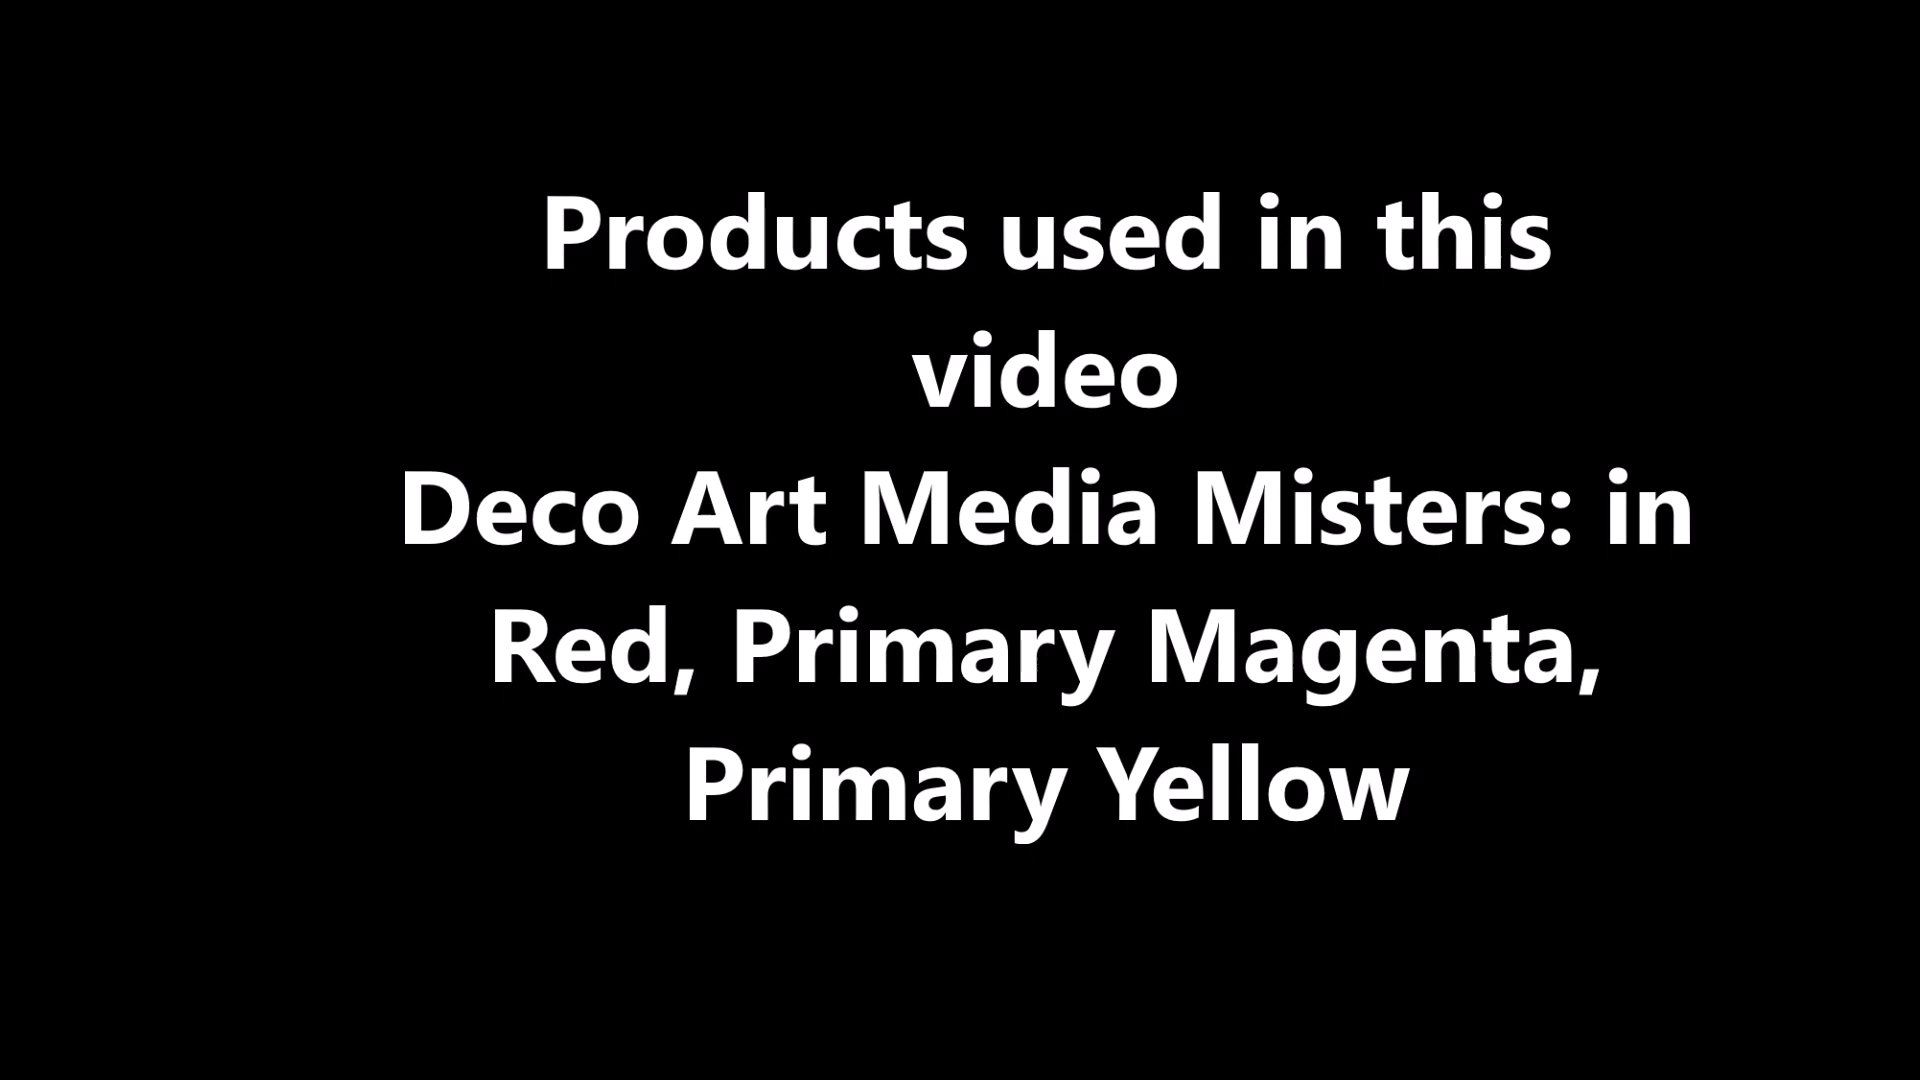 Products used in this
video
Deco Art Media Misters: in
Red, Primary Magenta,
Primary Yellow